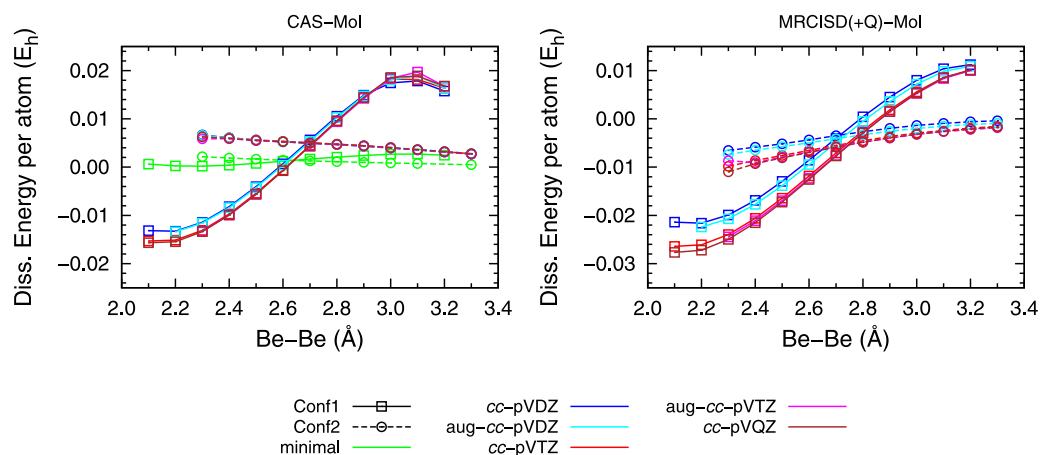 CAS−Mol
Diss. Energy per atom (E_h)
0.02
0.01
0.00
−0.01
−0.02
2.0 2.2 2.4 2.6 2.8 3.0 3.2 3.4
Be−Be (Å)
MRCISD(+Q)−Mol
Diss. Energy per atom (E_h)
0.01
0.00
−0.01
−0.02
−0.03
2.0 2.2 2.4 2.6 2.8 3.0 3.2 3.4
Be−Be (Å)
Conf1 cc−pVDZ aug−cc−pVTZ
Conf2 aug−cc−pVDZ cc−pVQZ
minimal cc−pVTZ